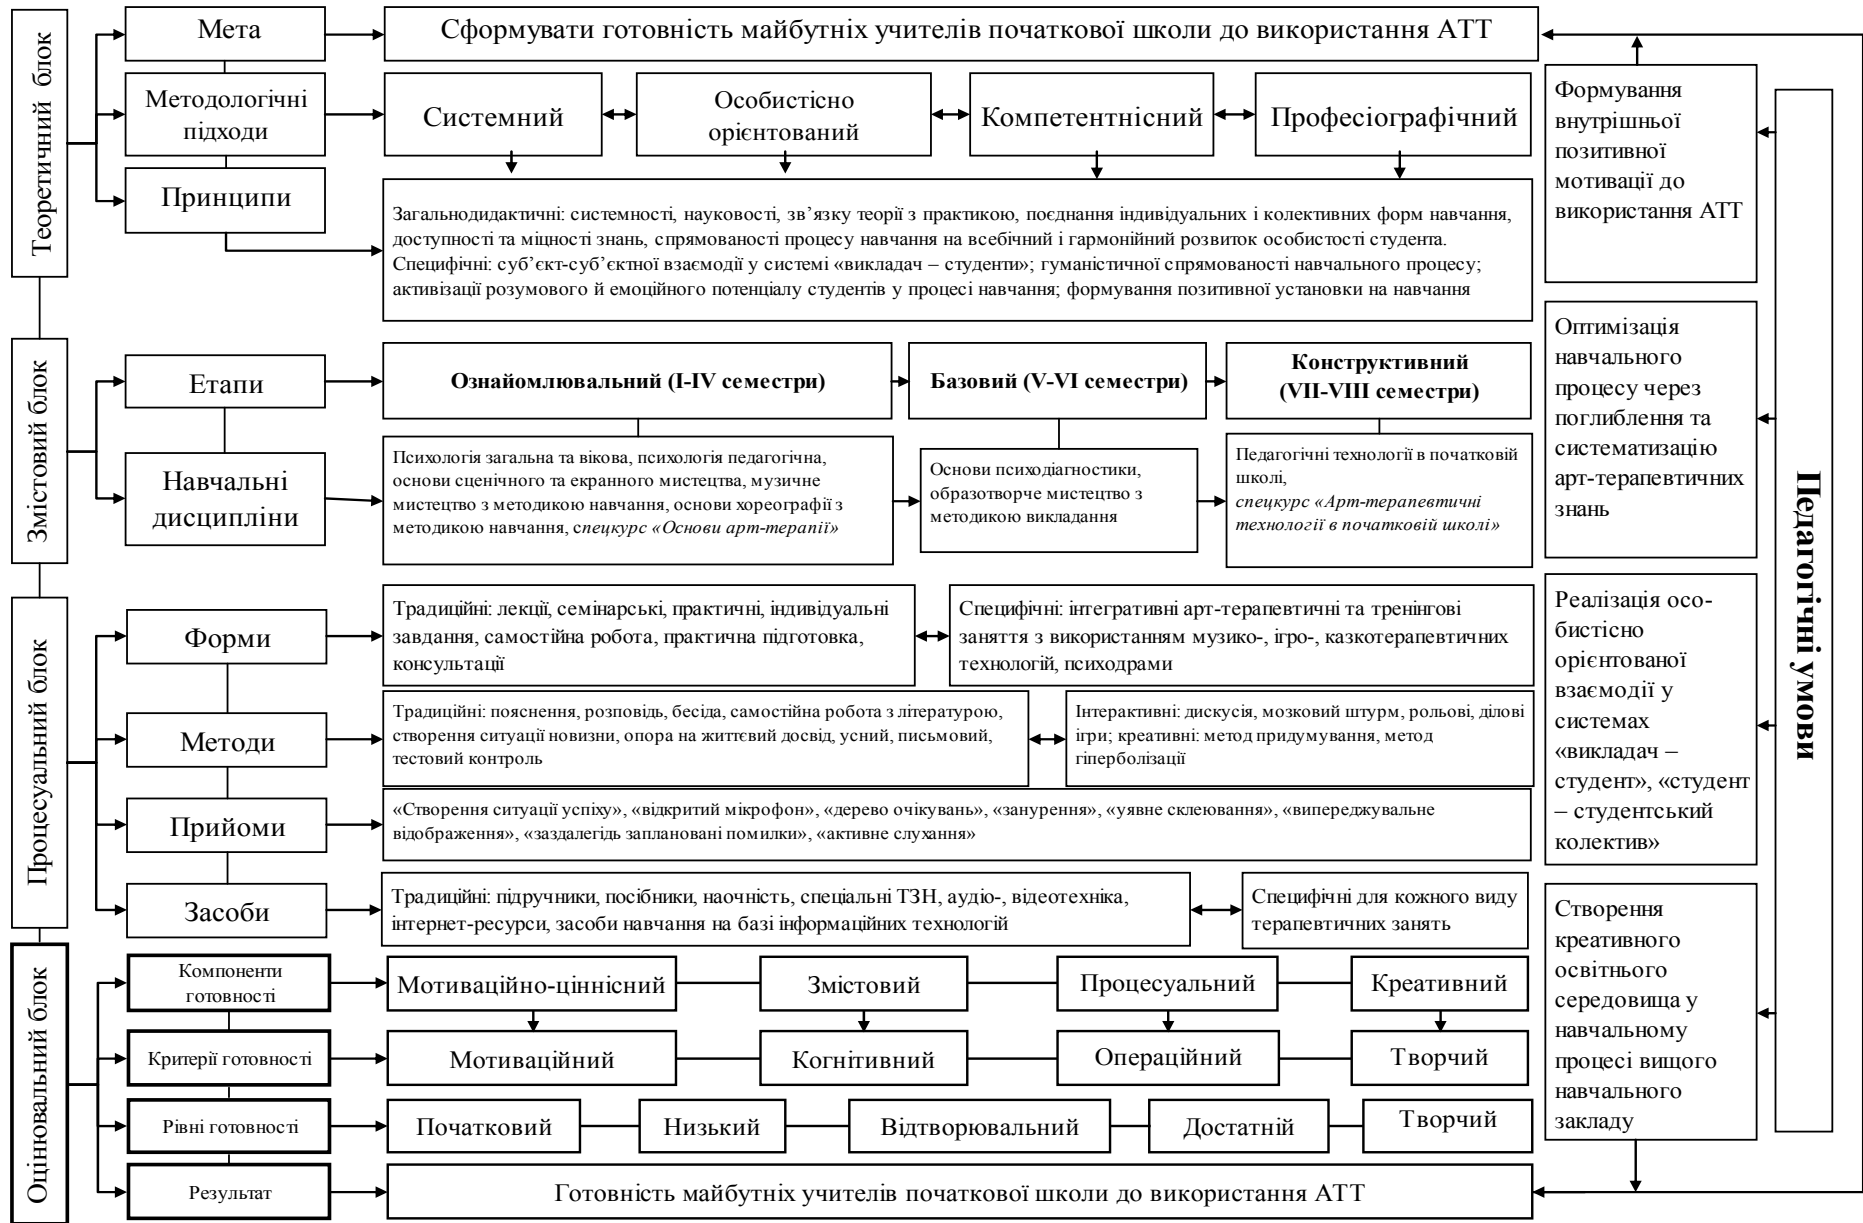 Теоретичний блок
Мета
Сформувати готовність майбутніх учителів початкової школи до використання АТТ
Методологічні
підходи
Системний
Особистісно
орієнтований
Компетентнісний
Професіографічний
Принципи
Загальнодидактичні: системності, науковості, зв’язку теорії з практикою, поєднання індивідуальних і колективних форм навчання,
доступності та міцності знань, спрямованості процесу навчання на всебічний і гармонійний розвиток особистості студента.
Специфічні: суб’єкт-суб’єктної взаємодії у системі «викладач – студенти»; гуманістичної спрямованості навчального процесу;
активізації розумового й емоційного потенціалу студентів у процесі навчання; формування позитивної установки на навчання
Змістовий блок
Етапи
Ознайомлювальний (I-IV семестри)
Базовий (V-VI семестри)
Конструктивний
(VII-VIII семестри)
Навчальні
дисципліни
Психологія загальна та вікова, психологія педагогічна,
основи сценічного та екранного мистецтва, музичне
мистецтво з методикою навчання, основи хореографії з
методикою навчання, спецкурс «Основи арт-терапії»
Основи психодіагностики,
образотворче мистецтво з
методикою викладання
Педагогічні технології в початковій
школі,
спецкурс «Арт-терапевтичні
технології в початковій школі»
Процесуальний блок
Форми
Традиційні: лекції, семінарські, практичні, індивідуальні
завдання, самостійна робота, практична підготовка,
консультації
Специфічні: інтегративні арт-терапевтичні та тренінгові
заняття з використанням музико-, ігро-, казкотерапевтичних
технологій, психодрами
Методи
Традиційні: пояснення, розповідь, бесіда, самостійна робота з літературою,
створення ситуації новизни, опора на життєвий досвід, усний, письмовий,
тестовий контроль
Інтерактивні: дискусія, мозковий штурм, рольові, ділові
ігри; креативні: метод придумування, метод
гіперболізації
Прийоми
«Створення ситуації успіху», «відкритий мікрофон», «дерево очікувань», «занурення», «уявне склеювання», «випереджувальне
відображення», «заздалегідь заплановані помилки», «активне слухання»
Засоби
Традиційні: підручники, посібники, наочність, спеціальні ТЗН, аудіо-, відеотехніка,
інтернет-ресурси, засоби навчання на базі інформаційних технологій
Специфічні для кожного виду
терапевтичних занять
Оцінювальний блок
Компоненти
готовності
Мотиваційно-ціннісний
Змістовий
Процесуальний
Креативний
Критерії готовності
Мотиваційний
Когнітивний
Операційний
Творчий
Рівні готовності
Початковий
Низький
Відтворювальний
Достатній
Творчий
Результат
Готовність майбутніх учителів початкової школи до використання АТТ
Формування
внутрішньої
позитивної
мотивації до
використання АТТ
Оптимізація
навчального
процесу через
поглиблення та
систематизацію
арт-терапевтичних
знань
Реалізація осо-
бистісно
орієнтованої
взаємодії у
системах
«викладач –
студент», «студент
– студентський
колектив»
Створення
креативного
освітнього
середовища у
навчальному
процесі вищого
навчального
закладу
Педагогічні умови